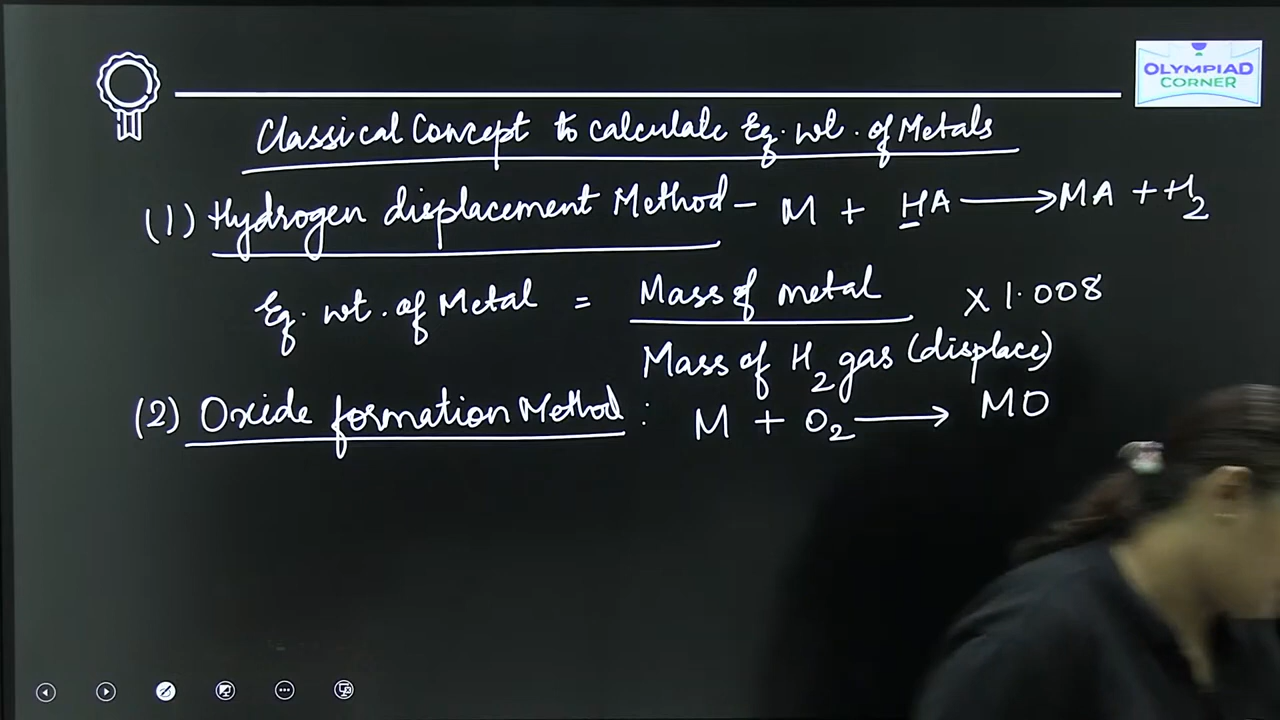 OLYMPIAD
CORNER
Classical Concept to calculate Eq. wt. of Metals
(1) Hydrogen displacement Method – M + HA ⟶ MA + H₂
Eq. wt. of Metal = Mass of metal X 1.008
Mass of H₂ gas (displace)
(2) Oxide formation Method : M + O₂ ⟶ MO